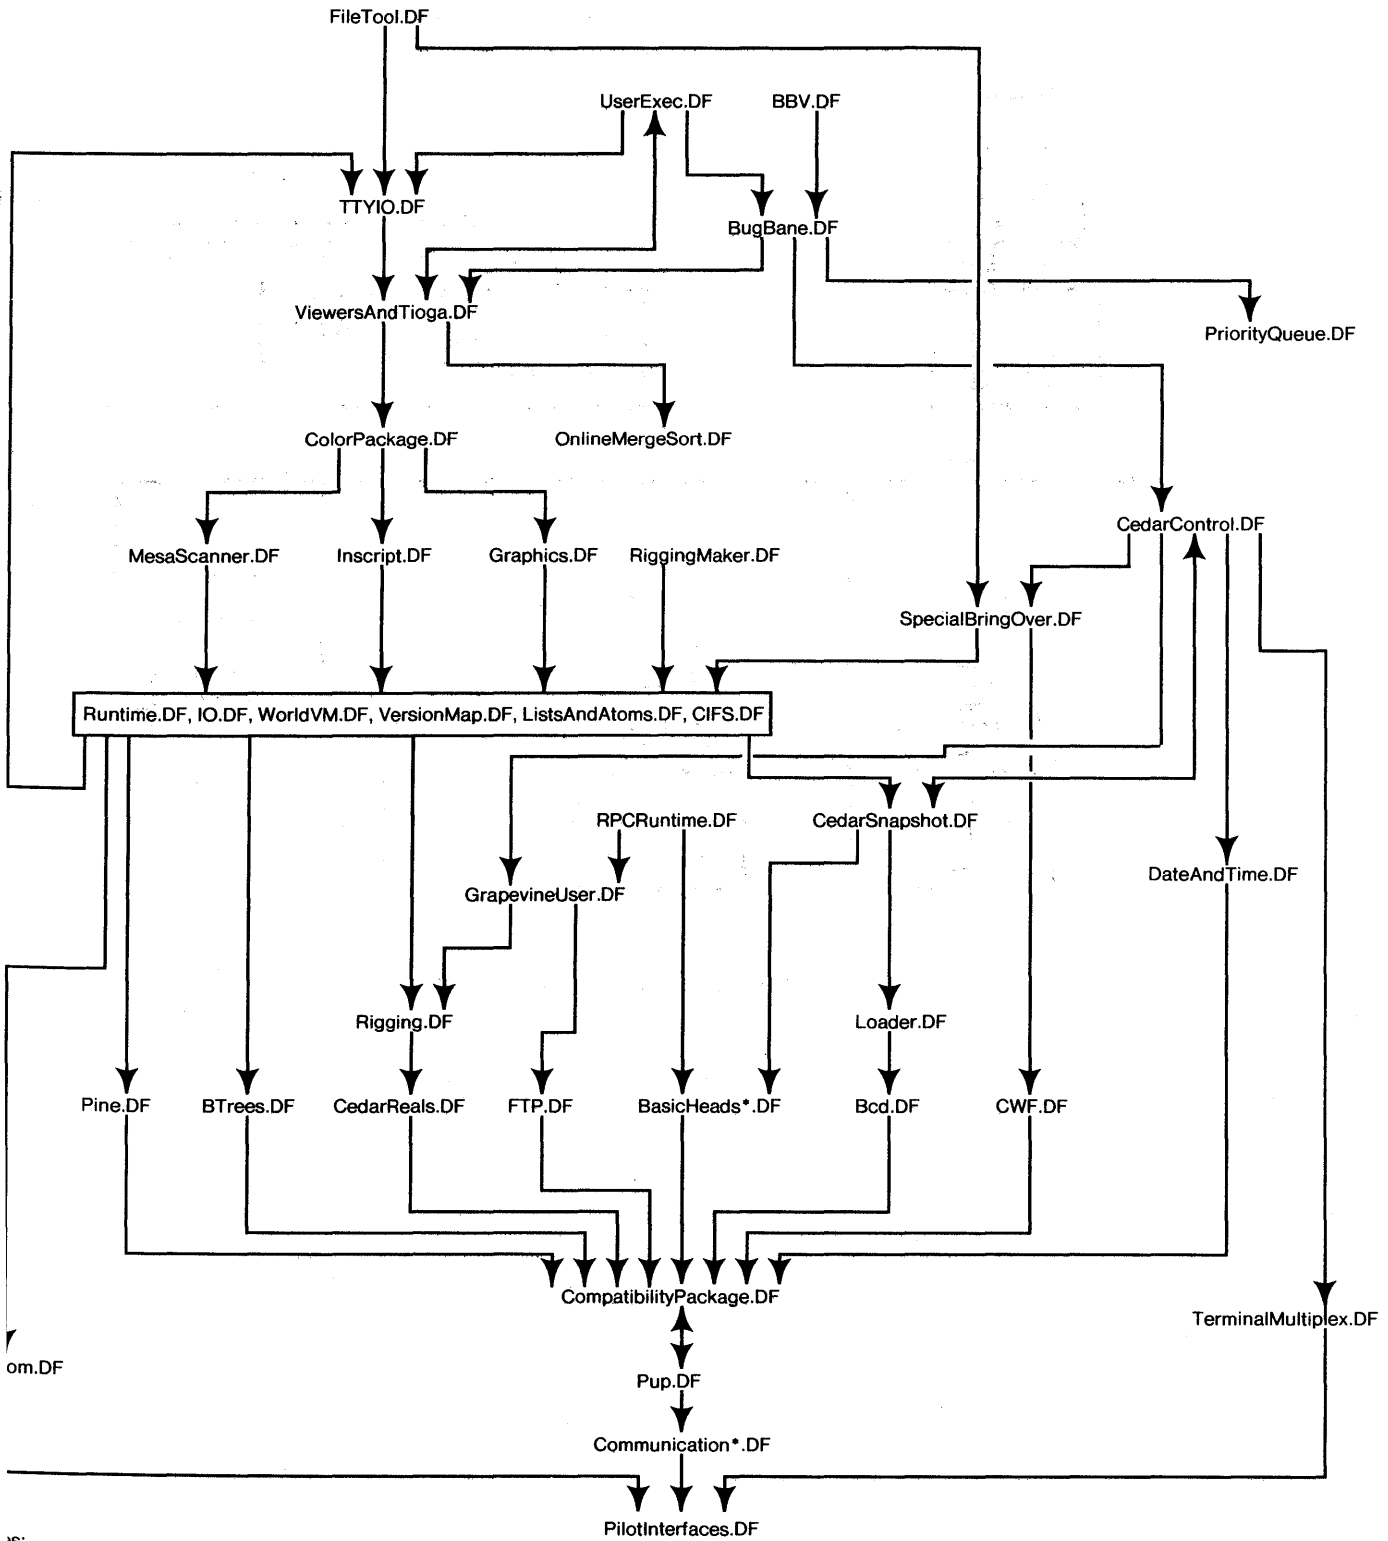 FileTool.DF
UserExec.DF
BBV.DF
TTYIO.DF
BugBane.DF
ViewersAndTioga.DF
PriorityQueue.DF
ColorPackage.DF
OnlineMergeSort.DF
CedarControl.DF
MesaScanner.DF
Inscript.DF
Graphics.DF
RiggingMaker.DF
SpecialBringOver.DF
Runtime.DF, IO.DF, WorldVM.DF, VersionMap.DF, ListsAndAtoms.DF, CIFS.DF
RPCRuntime.DF
CedarSnapshot.DF
DateAndTime.DF
GrapevineUser.DF
Rigging.DF
Loader.DF
Pine.DF
BTrees.DF
CedarReals.DF
FTP.DF
BasicHeads*.DF
Bcd.DF
CWF.DF
CompatibilityPackage.DF
TerminalMultiplex.DF
om.DF
Pup.DF
Communication*.DF
PilotInterfaces.DF